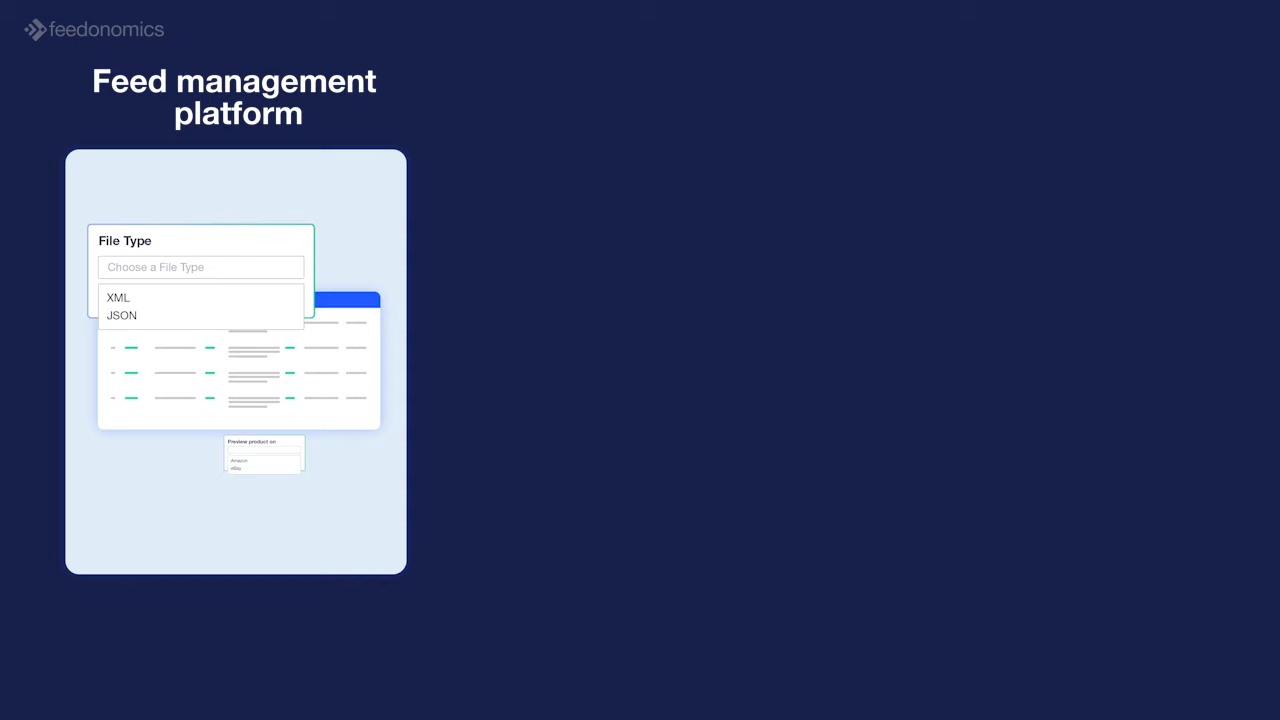 feedonomics
Feed management
platform
File Type
Choose a File Type
XML
JSON
Preview product on
Amazon
eBay